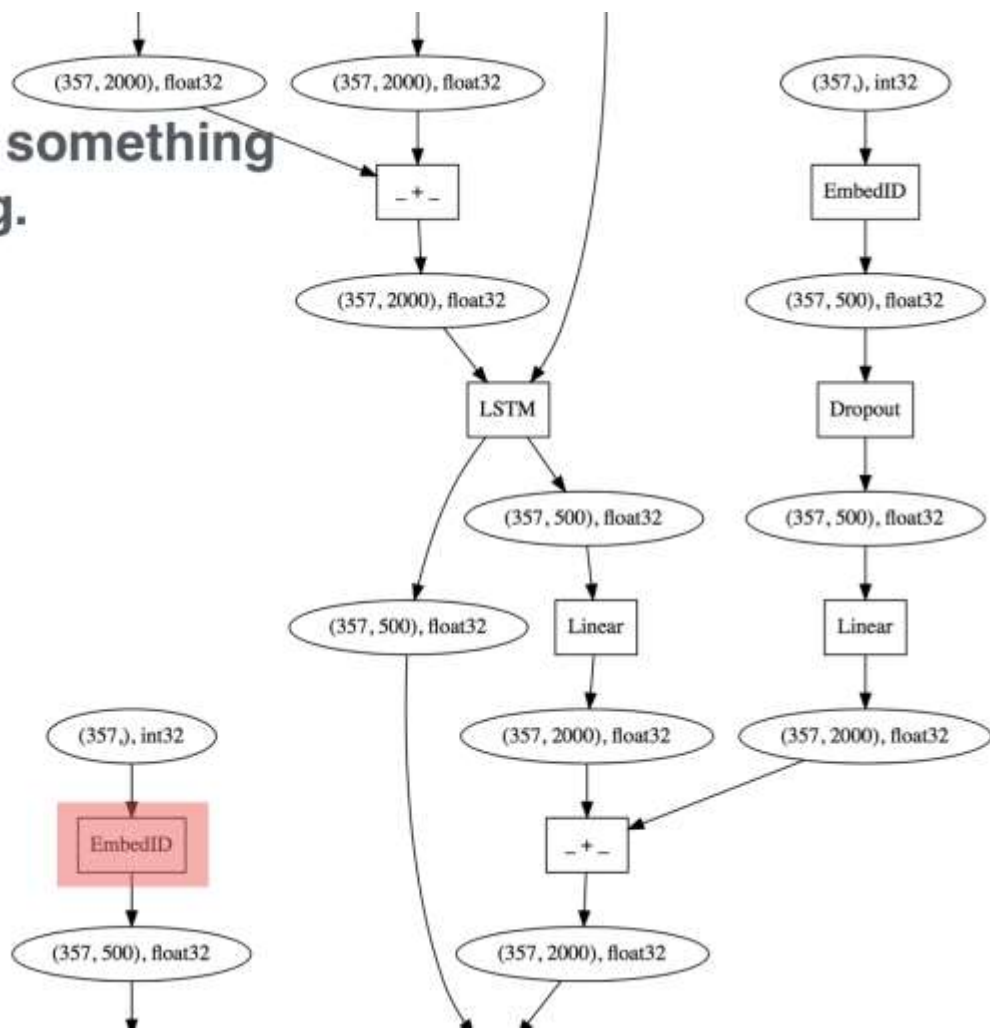 (357, 2000), float32
(357, 2000), float32
(357,), int32
something
g.
_ + _
EmbedID
(357, 2000), float32
(357, 500), float32
LSTM
Dropout
(357, 500), float32
(357, 500), float32
(357, 500), float32
Linear
Linear
(357,), int32
(357, 2000), float32
(357, 2000), float32
EmbedID
_ + _
(357, 500), float32
(357, 2000), float32